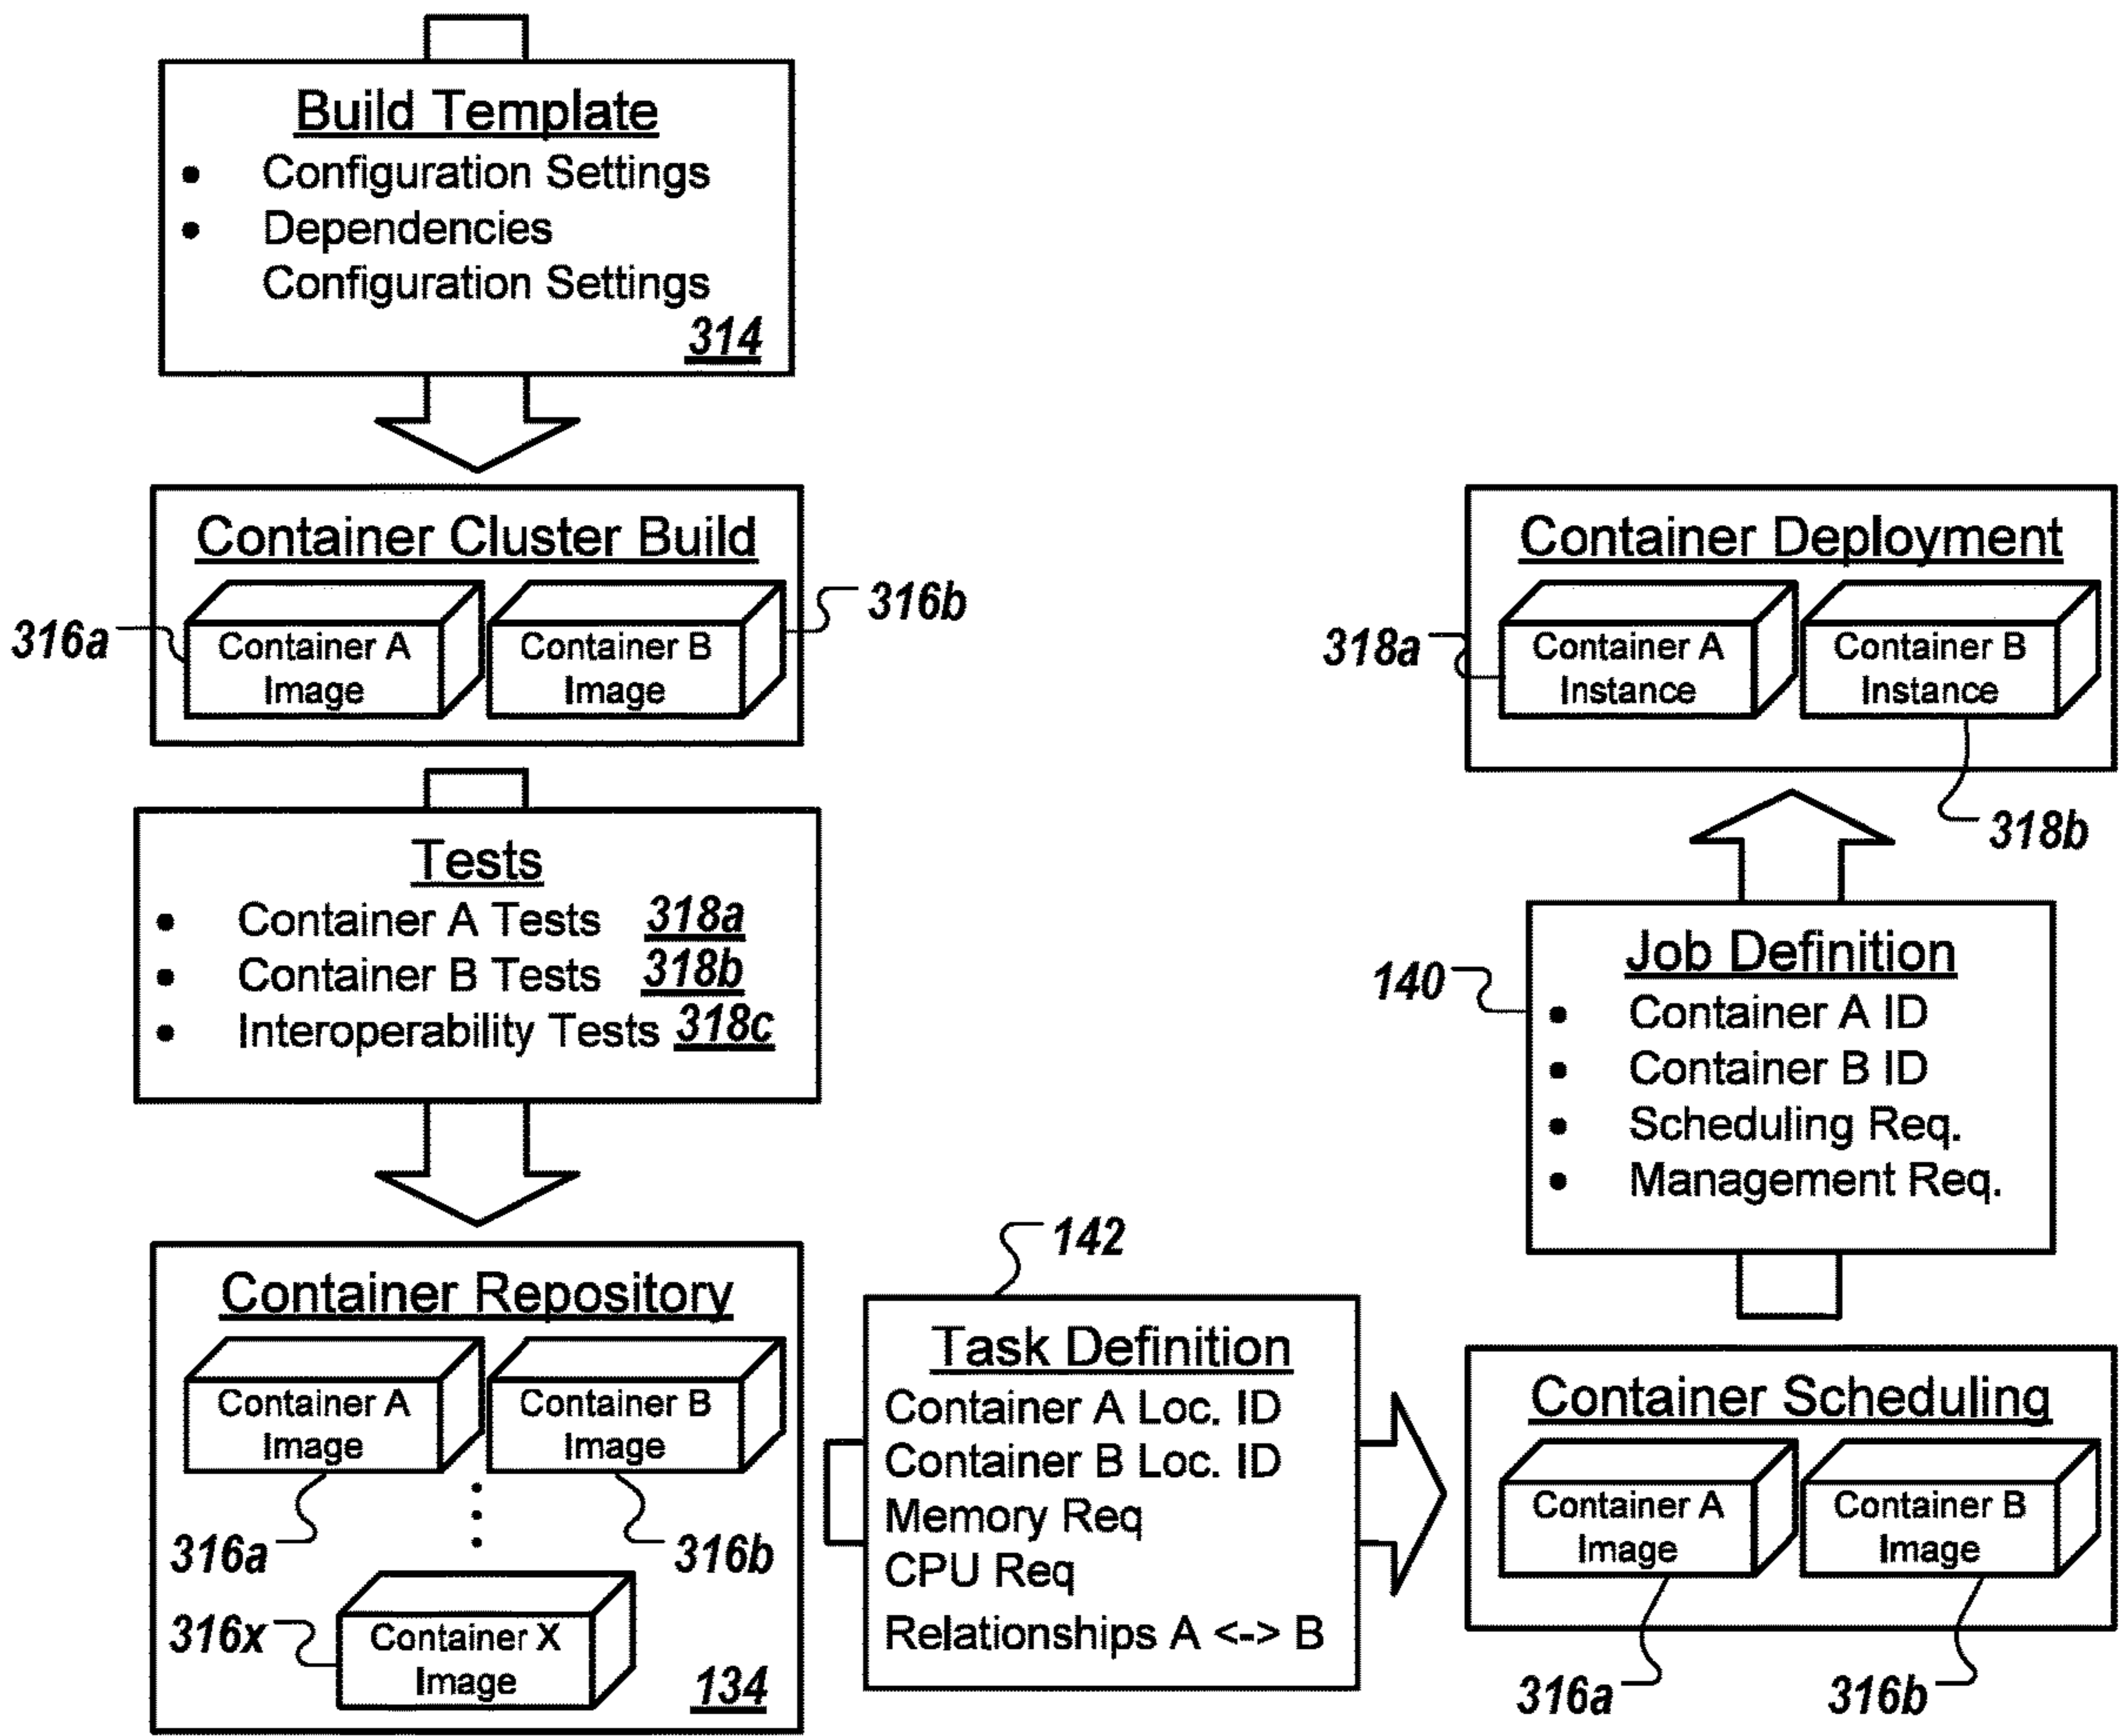 Build Template
• Configuration Settings
• Dependencies
Configuration Settings
314
Container Cluster Build
316a
Container A
Image
Container B
Image
316b
Tests
• Container A Tests 318a
• Container B Tests 318b
• Interoperability Tests 318c
Container Repository
Container A
Image
Container B
Image
316a
316b
316x
Container X
Image
134
142
Task Definition
Container A Loc. ID
Container B Loc. ID
Memory Req
CPU Req
Relationships A <-> B
Container Scheduling
Container A
Image
Container B
Image
316a
316b
140
Job Definition
• Container A ID
• Container B ID
• Scheduling Req.
• Management Req.
Container Deployment
318a
Container A
Instance
Container B
Instance
318b